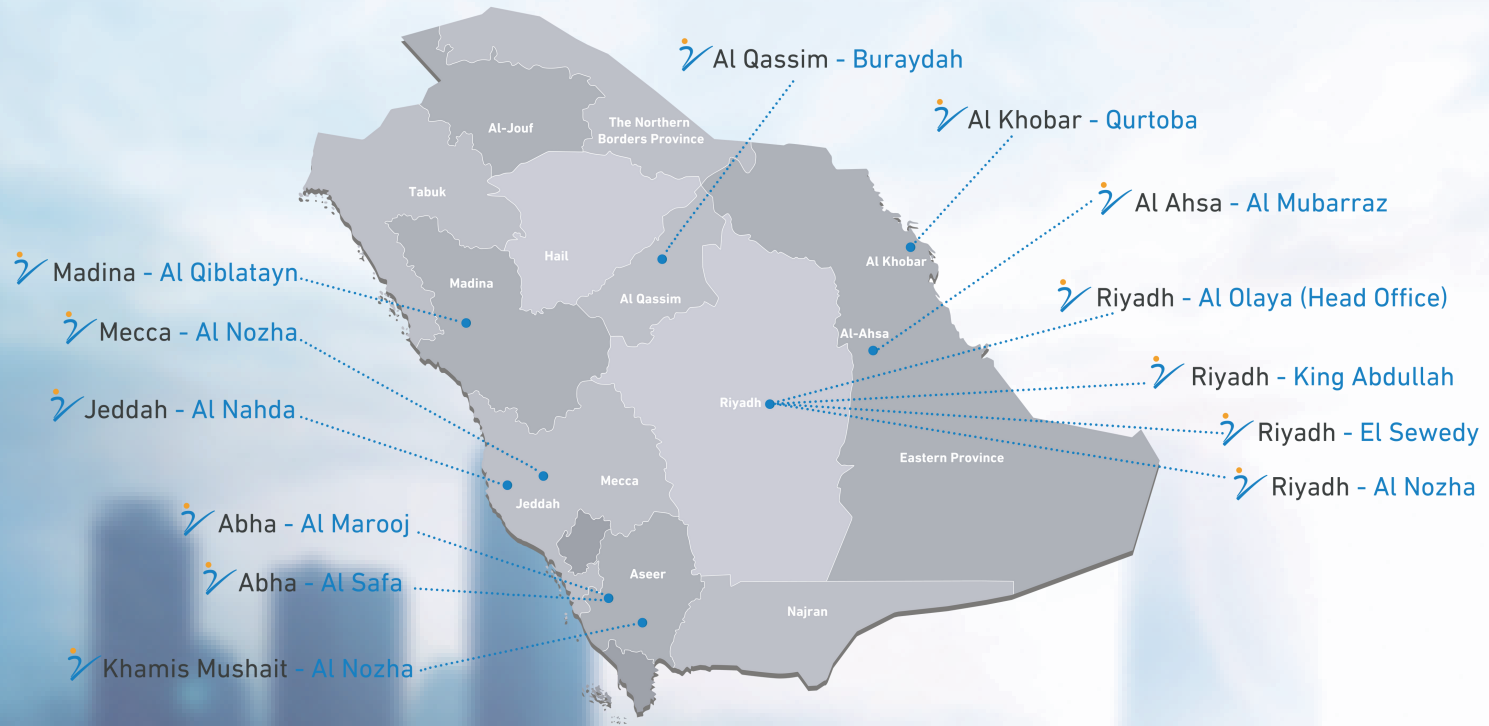 Al Qassim - Buraydah
Al Khobar - Qurtoba
Al Ahsa - Al Mubarraz
Riyadh - Al Olaya (Head Office)
Riyadh - King Abdullah
Riyadh - El Sewedy
Riyadh - Al Nozha
Madina - Al Qiblatayn
Mecca - Al Nozha
Jeddah - Al Nahda
Abha - Al Marooj
Abha - Al Safa
Khamis Mushait - Al Nozha
Al-Jouf
The Northern
Borders Province
Tabuk
Hail
Madina
Al Qassim
Al Khobar
Al-Ahsa
Riyadh
Eastern Province
Mecca
Jeddah
Aseer
Najran